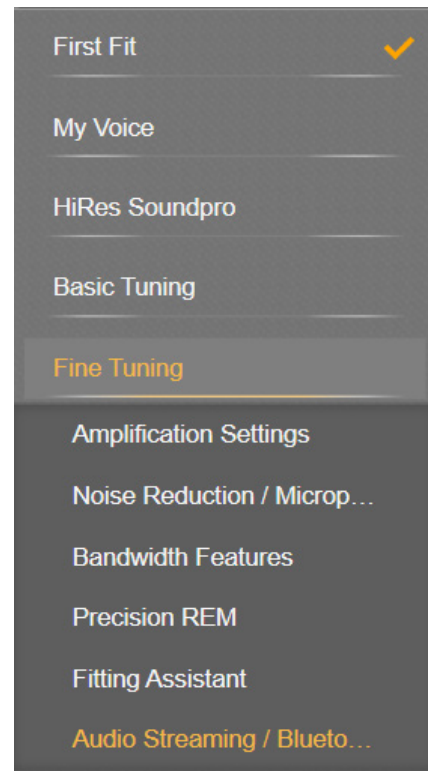 First Fit
My Voice
HiRes Soundpro
Basic Tuning
Fine Tuning
Amplification Settings
Noise Reduction / Microp…
Bandwidth Features
Precision REM
Fitting Assistant
Audio Streaming / Blueto…